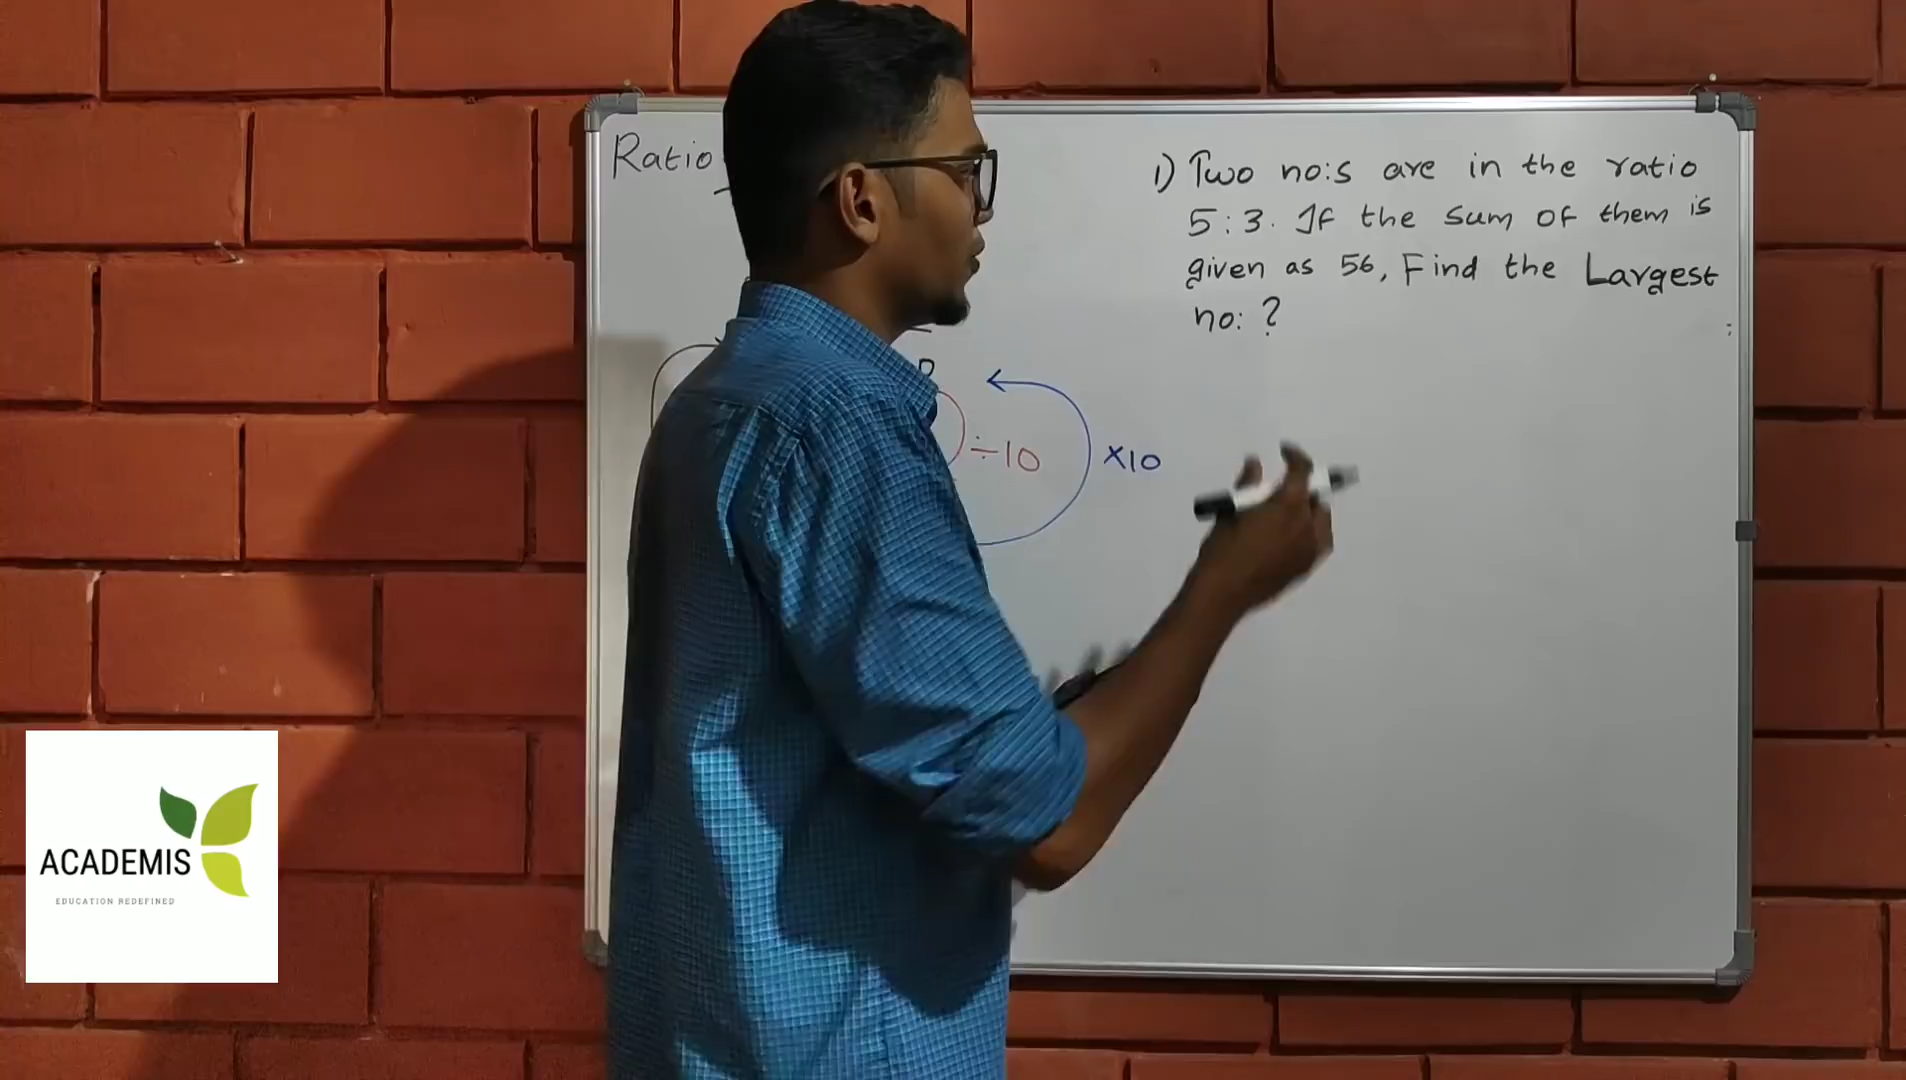 Ratio
1) Two no:s are in the ratio
5:3. If the sum of them is
given as 56, Find the Largest
no: ?
÷10
×10
ACADEMIS
EDUCATION REDEFINED